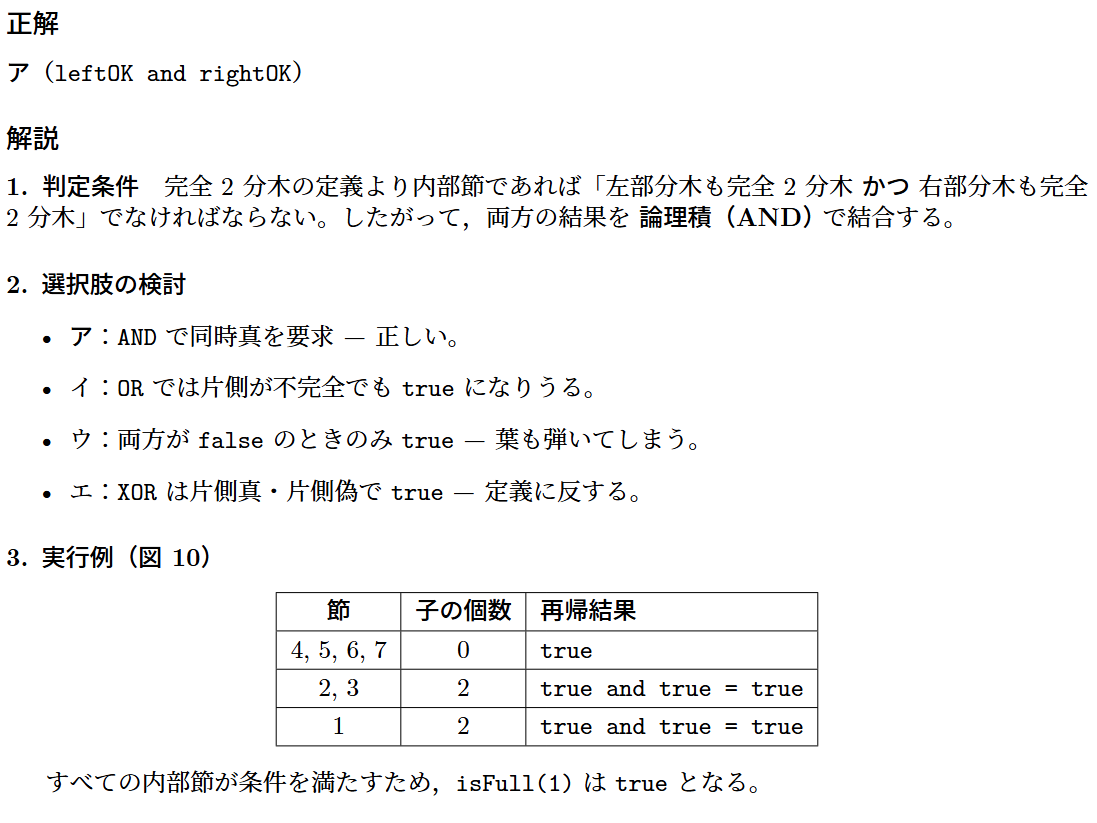 正解
ア（leftOK and rightOK）
解説
1. 判定条件　完全 2 分木の定義より内部節であれば「左部分木も完全 2 分木 かつ 右部分木も完全
2 分木」でなければならない。したがって，両方の結果を 論理積（AND）で結合する。
2. 選択肢の検討
• ア：AND で同時真を要求 — 正しい。
• イ：OR では片側が不完全でも true になりうる。
• ウ：両方が false のときのみ true — 葉も弾いてしまう。
• エ：XOR は片側真・片側偽で true — 定義に反する。
3. 実行例（図 10）
節 子の個数 再帰結果
4, 5, 6, 7 0 true
2, 3 2 true and true = true
1 2 true and true = true
すべての内部節が条件を満たすため，isFull(1) は true となる。